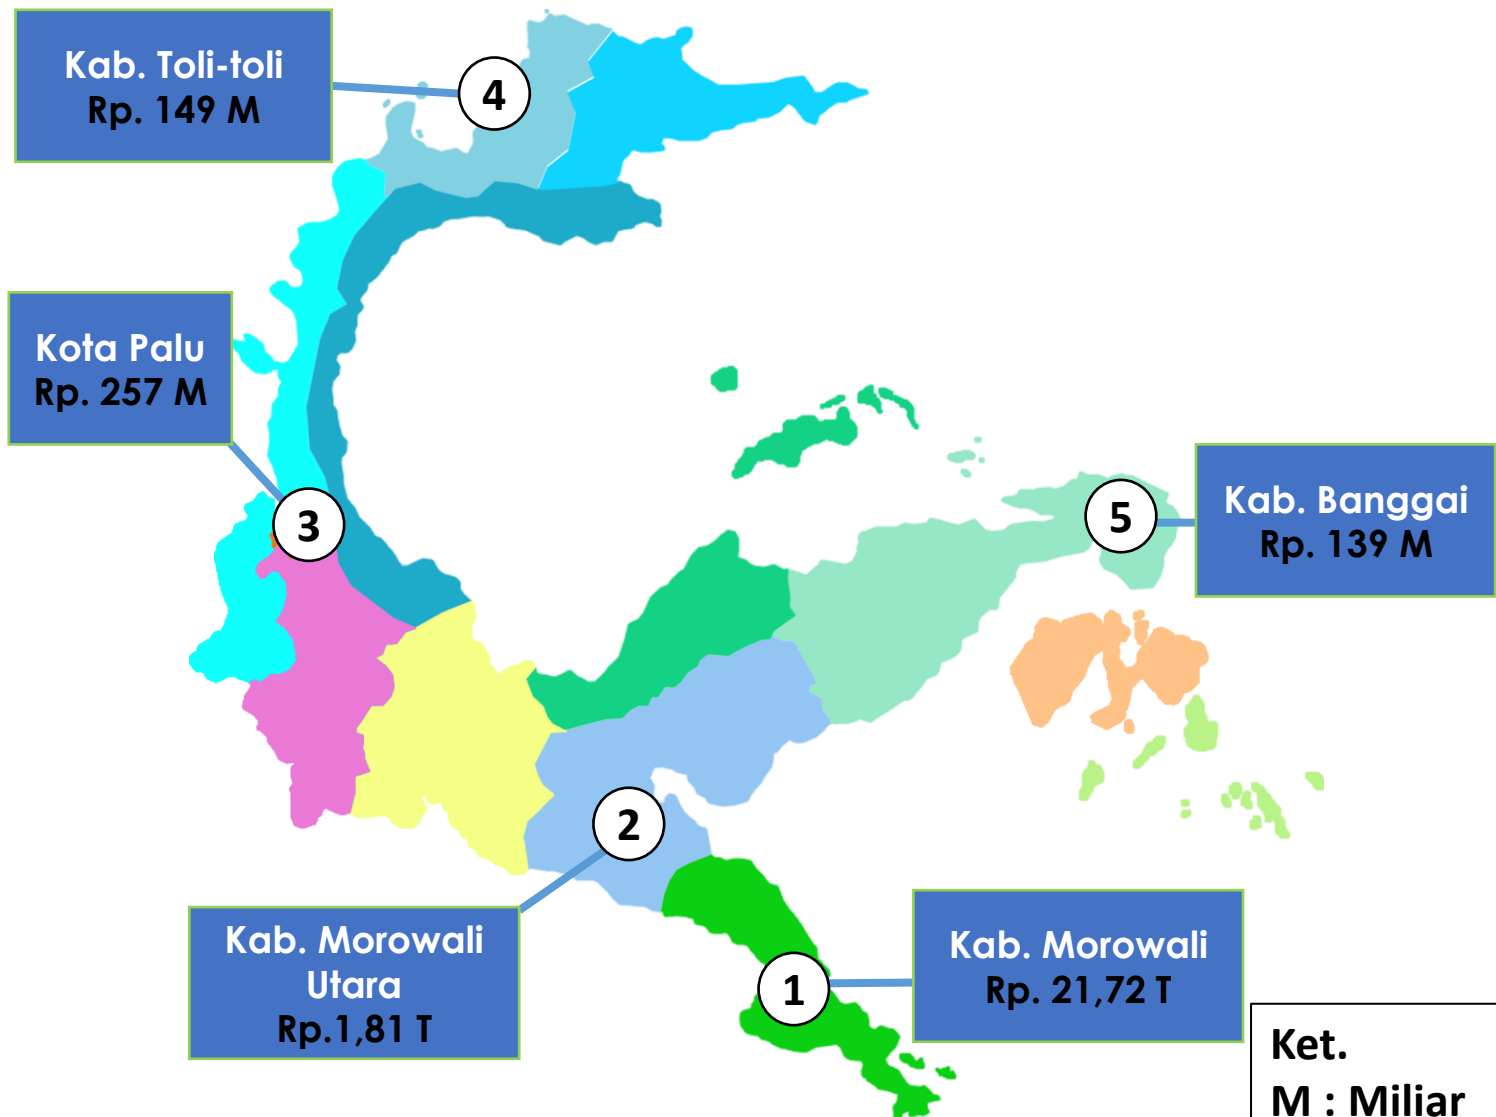 Kab. Toli-toli
Rp. 149 M
4
Kota Palu
Rp. 257 M
3
5
Kab. Banggai
Rp. 139 M
2
Kab. Morowali
Utara
Rp.1,81 T
1
Kab. Morowali
Rp. 21,72 T
Ket.
M : Miliar